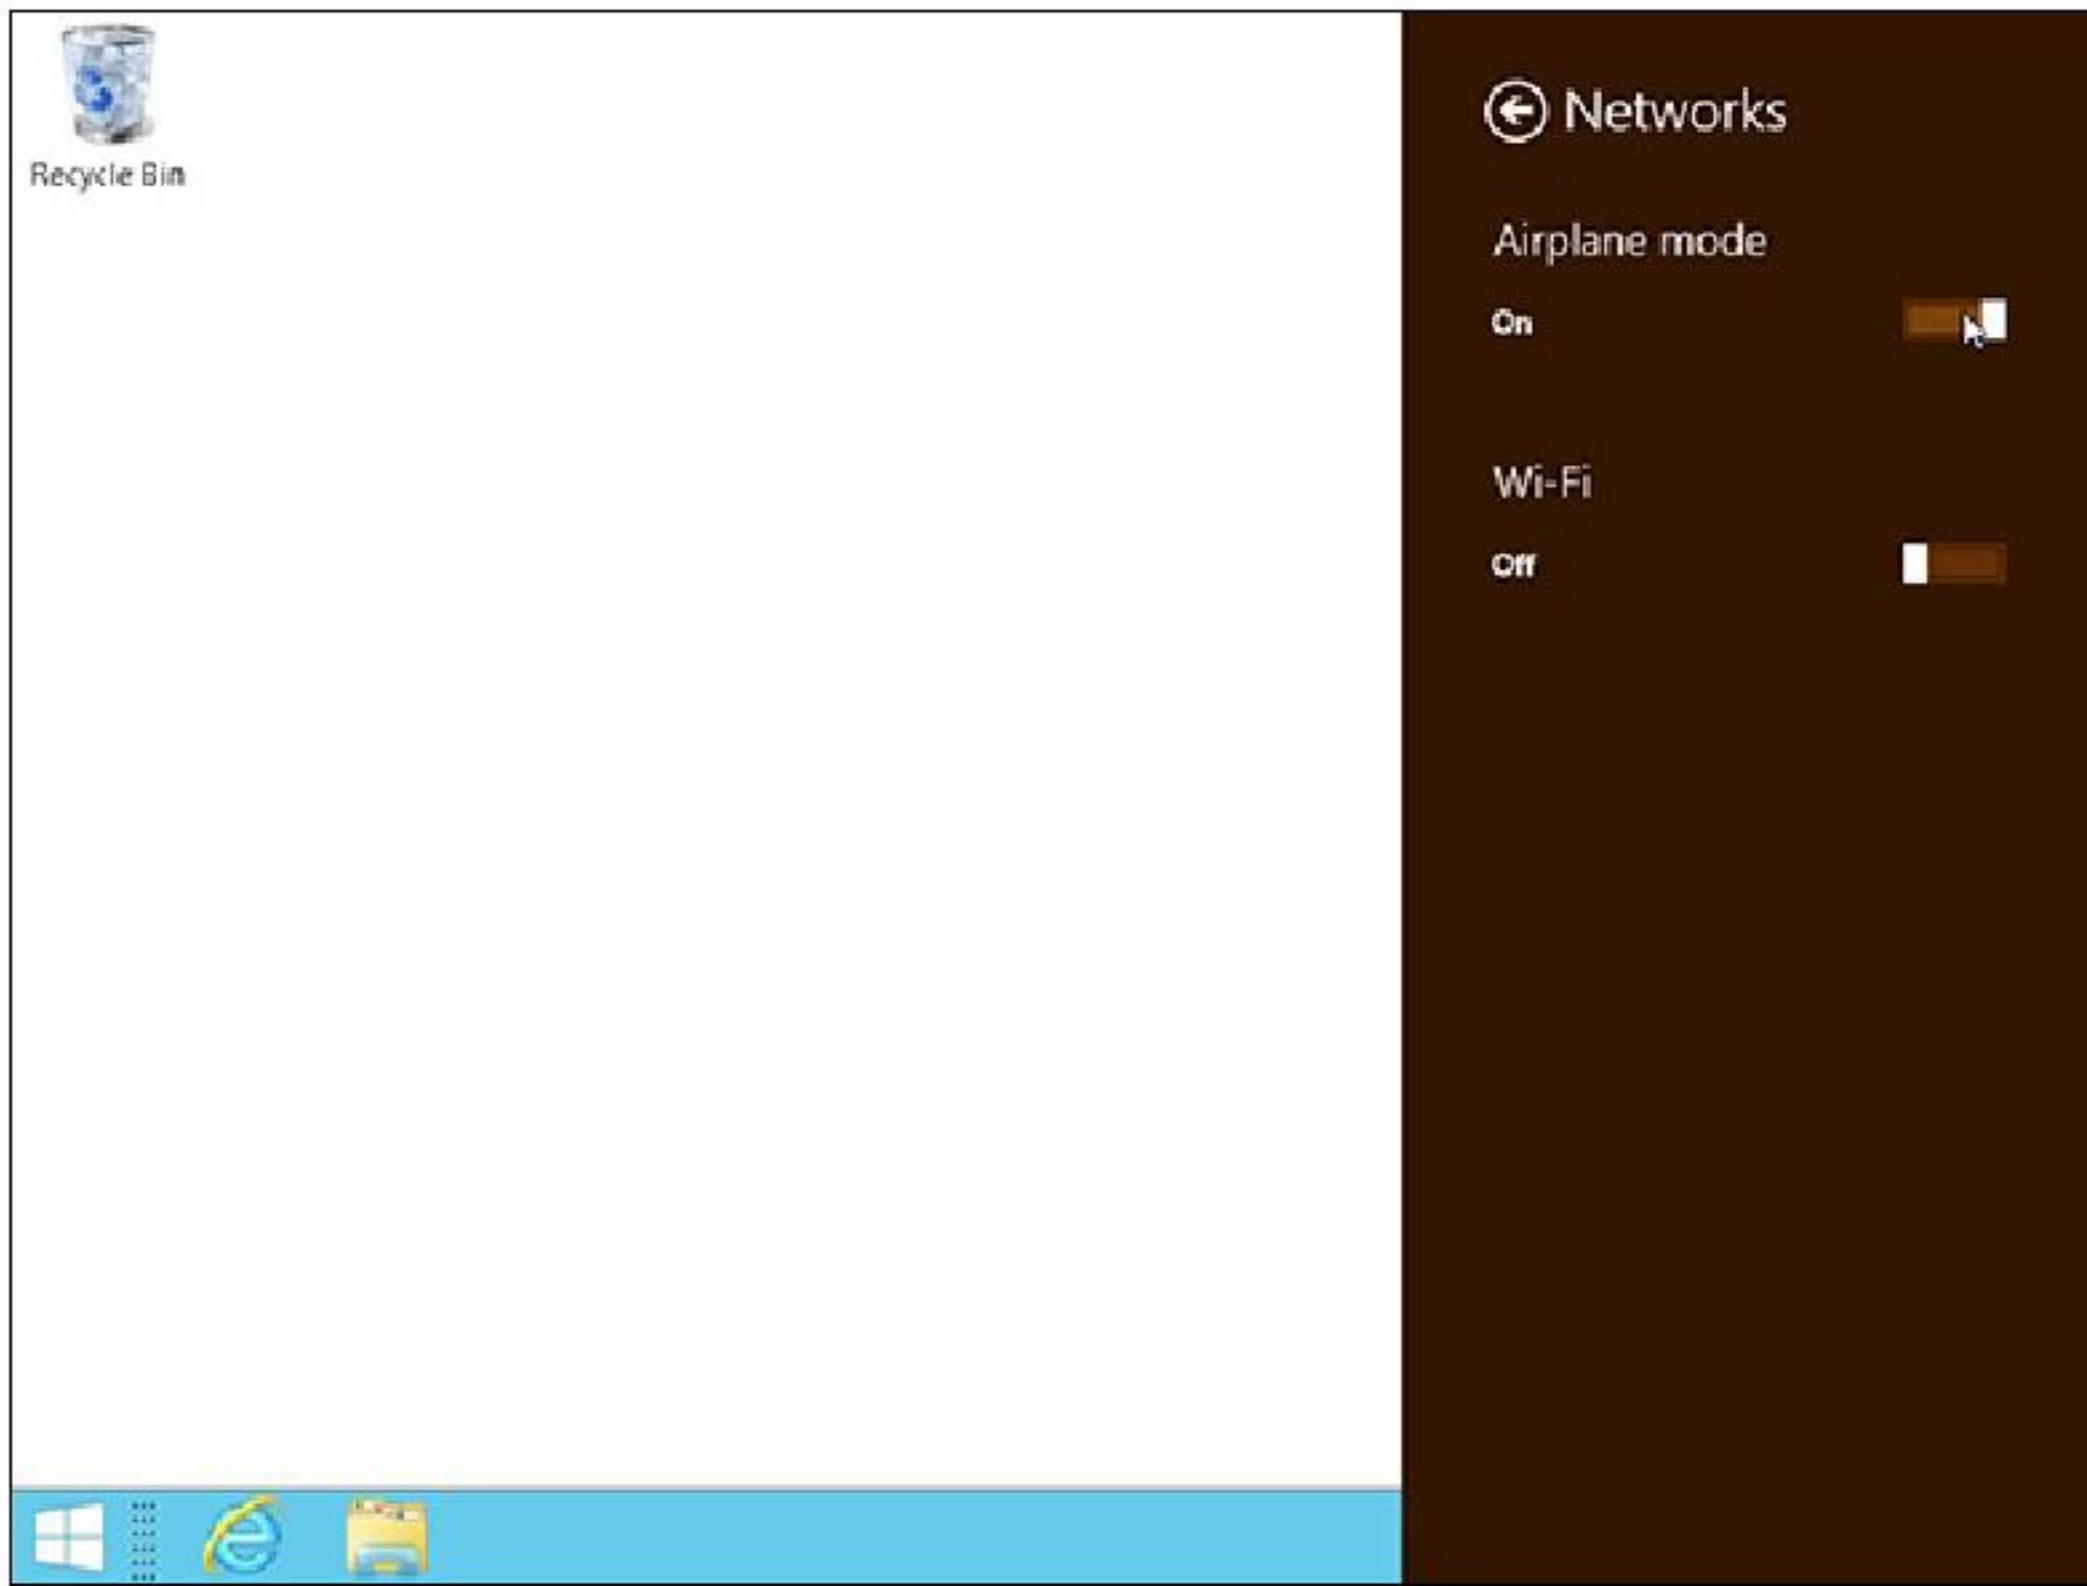 Recycle Bin
Networks
Airplane mode
On
Wi-Fi
Off